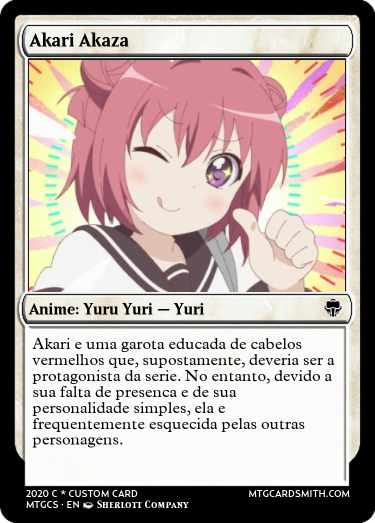 Akari Akaza
Anime: Yuru Yuri — Yuri
Akari e uma garota educada de cabelos
vermelhos que, supostamente, deveria ser a
protagonista da serie. No entanto, devido a
sua falta de presenca e de sua
personalidade simples, ela e
frequentemente esquecida pelas outras
personagens.
2020 C * CUSTOM CARD
MTGCARDSMITH.COM
MTGCS · EN Sherlott Company